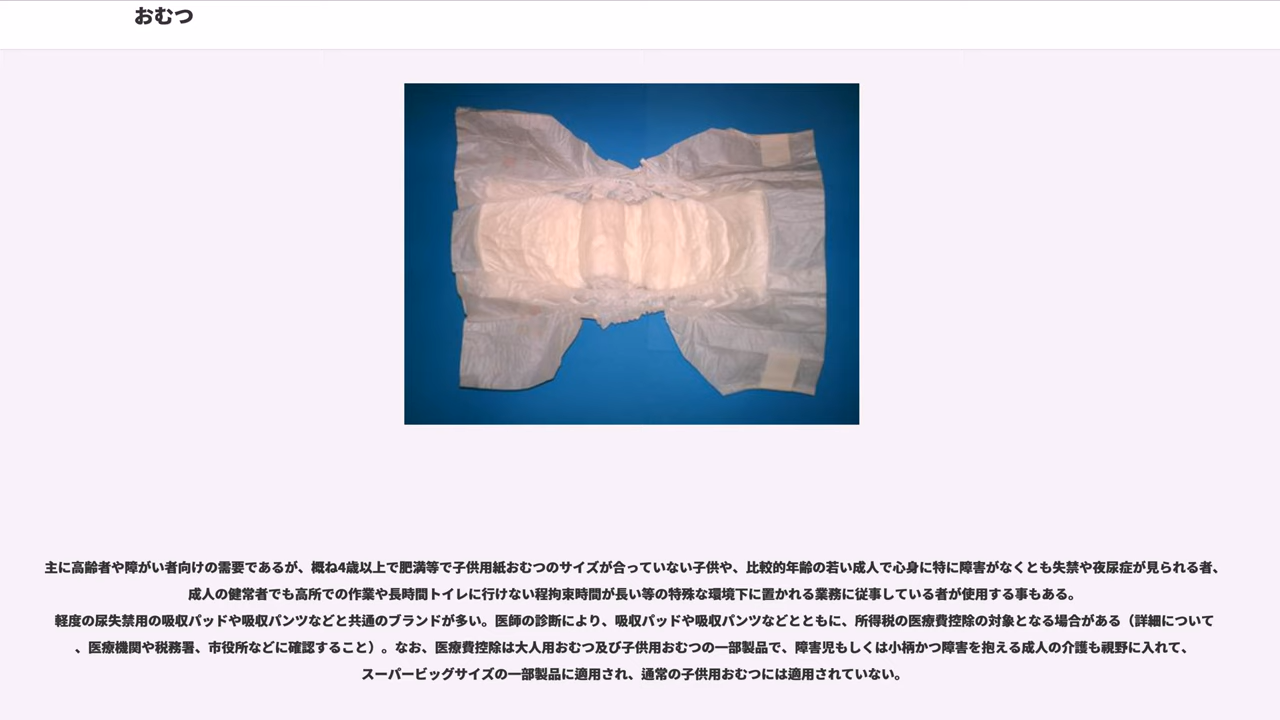 おむつ
主に高齢者や障がい者向けの需要であるが、概ね4歳以上で肥満等で子供用紙おむつのサイズが合っていない子供や、比較的年齢の若い成人で心身に特に障害がなくとも失禁や夜尿症が見られる者、
成人の健常者でも高所での作業や長時間トイレに行けない程拘束時間が長い等の特殊な環境下に置かれる業務に従事している者が使用する事もある。
軽度の尿失禁用の吸収パッドや吸収パンツなどと共通のブランドが多い。医師の診断により、吸収パッドや吸収パンツなどとともに、所得税の医療費控除の対象となる場合がある（詳細について
、医療機関や税務署、市役所などに確認すること）。なお、医療費控除は大人用おむつ及び子供用おむつの一部製品で、障害児もしくは小柄かつ障害を抱える成人の介護も視野に入れて、
スーパービッグサイズの一部製品に適用され、通常の子供用おむつには適用されていない。